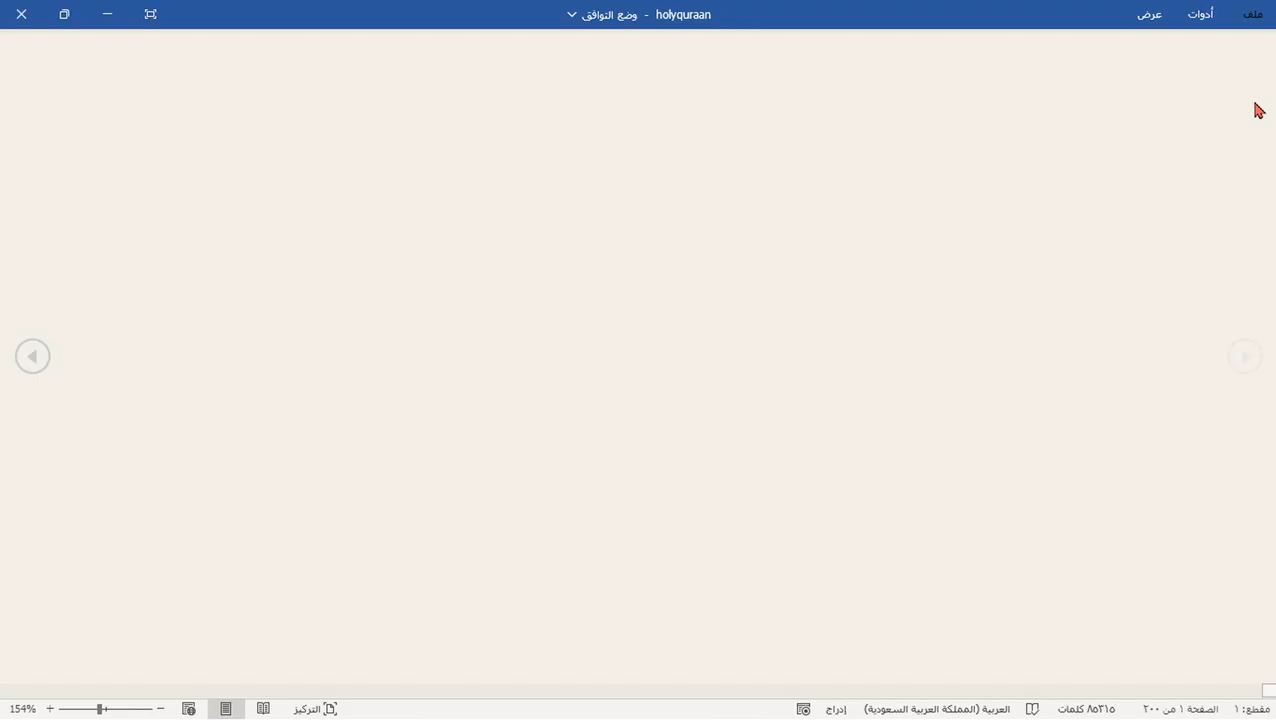 ملف أدوات عرض holyquraan - وضع التوافق
مقطع: ١ الصفحة ١ من ٢٠٠ ٨٥٣١٥ كلمات العربية (المملكة العربية السعودية) إدراج التركيز 154%